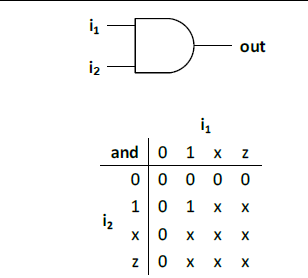 i1
out
i2
i1
and 0 1 x z
0 0 0 0 0
1 0 1 x x
i2
x 0 x x x
z 0 x x x